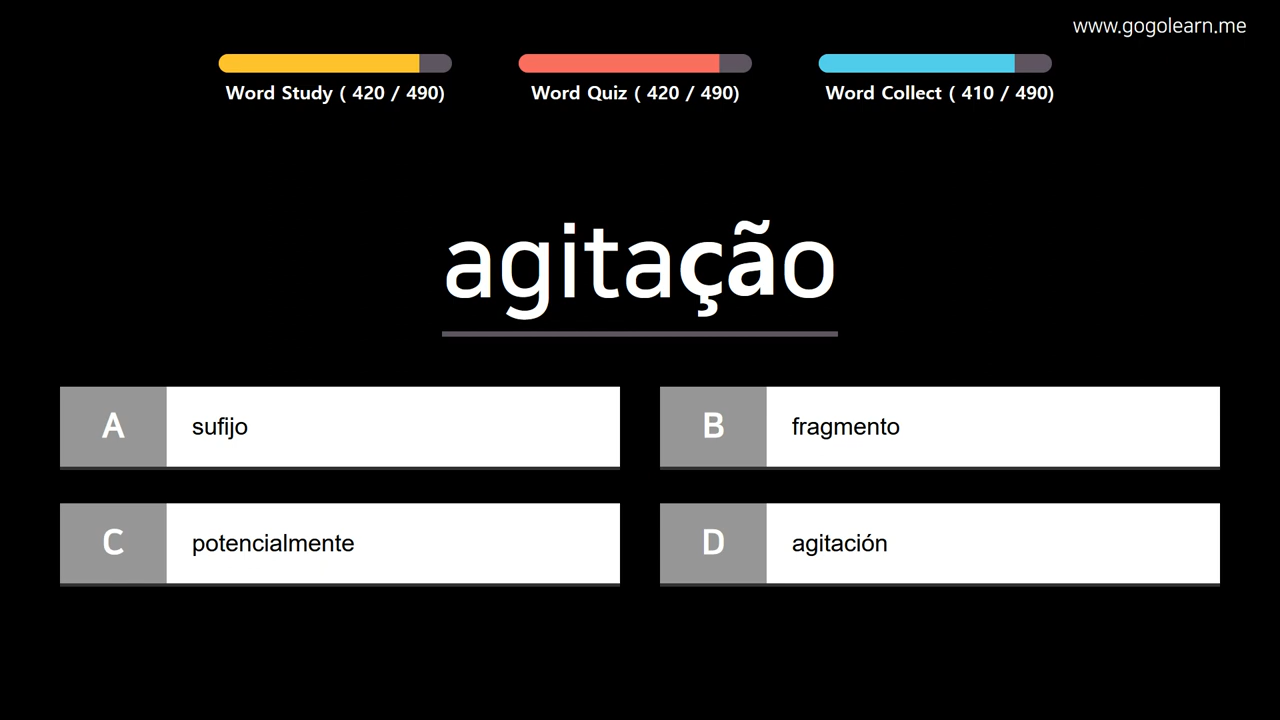 www.gogolearn.me
Word Study ( 420 / 490)
Word Quiz ( 420 / 490)
Word Collect ( 410 / 490)
agitação
A
sufijo
B
fragmento
C
potencialmente
D
agitación